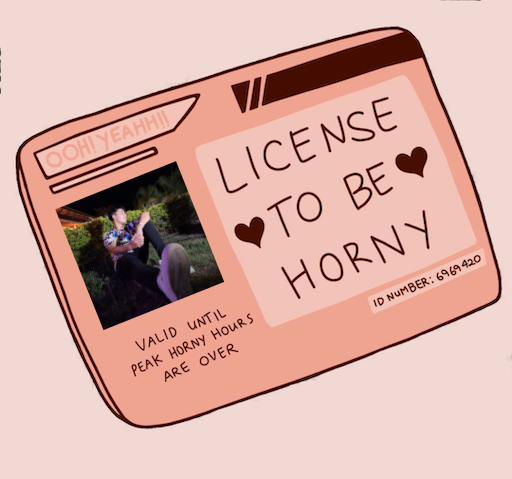 OOH! YEAHH!!
LICENSE
TO BE
HORNY
ID NUMBER: 6969420
VALID UNTIL
PEAK HORNY HOURS
ARE OVER